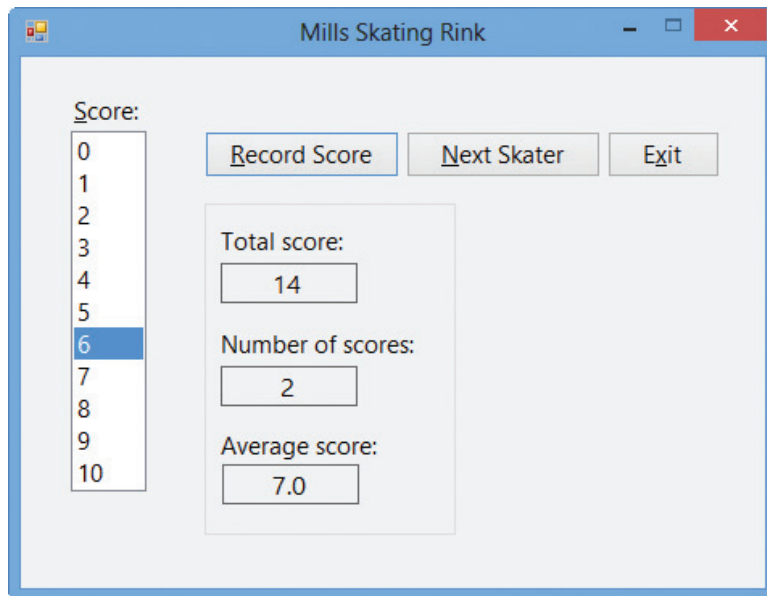 Mills Skating Rink
Score:
0
1
2
3
4
5
6
7
8
9
10
Record Score Next Skater Exit
Total score:
14
Number of scores:
2
Average score:
7.0